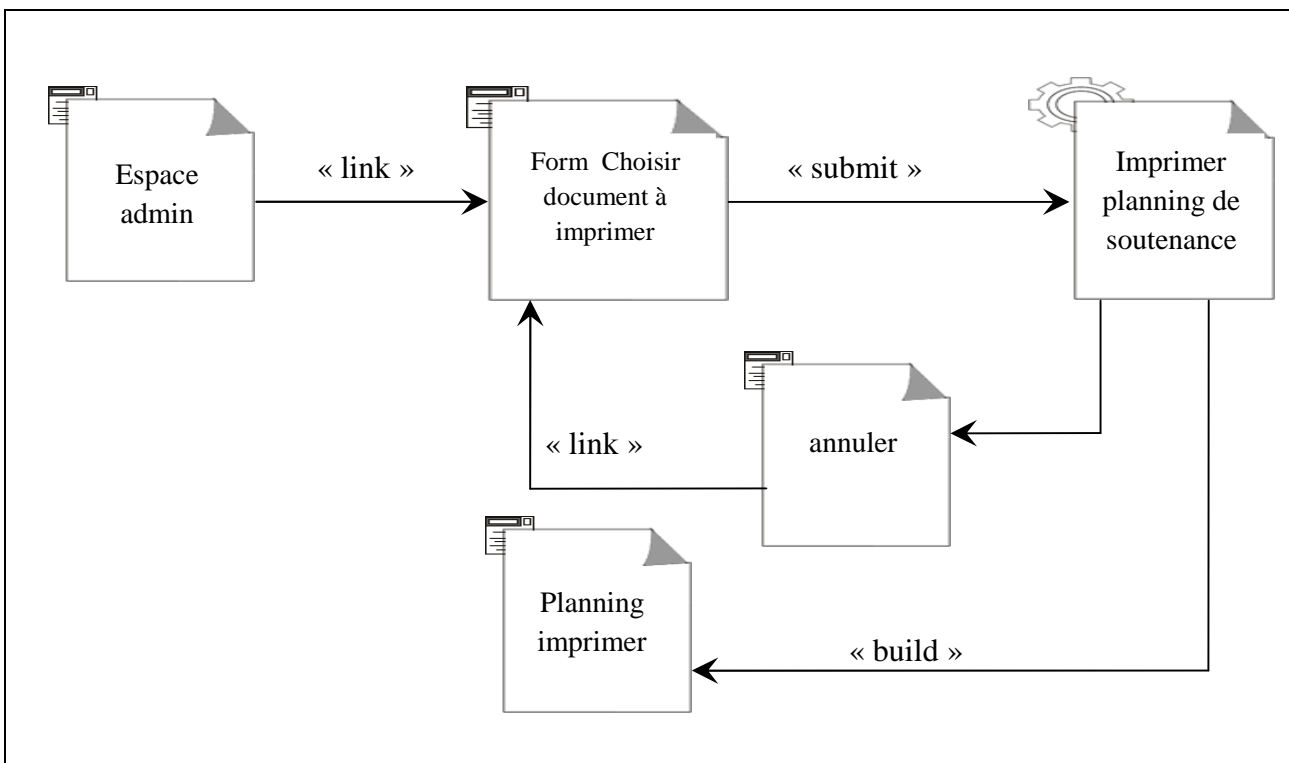 Espace
admin
« link »
Form Choisir
document à
imprimer
« submit »
Imprimer
planning de
soutenance
annuler
« link »
Planning
imprimer
« build »